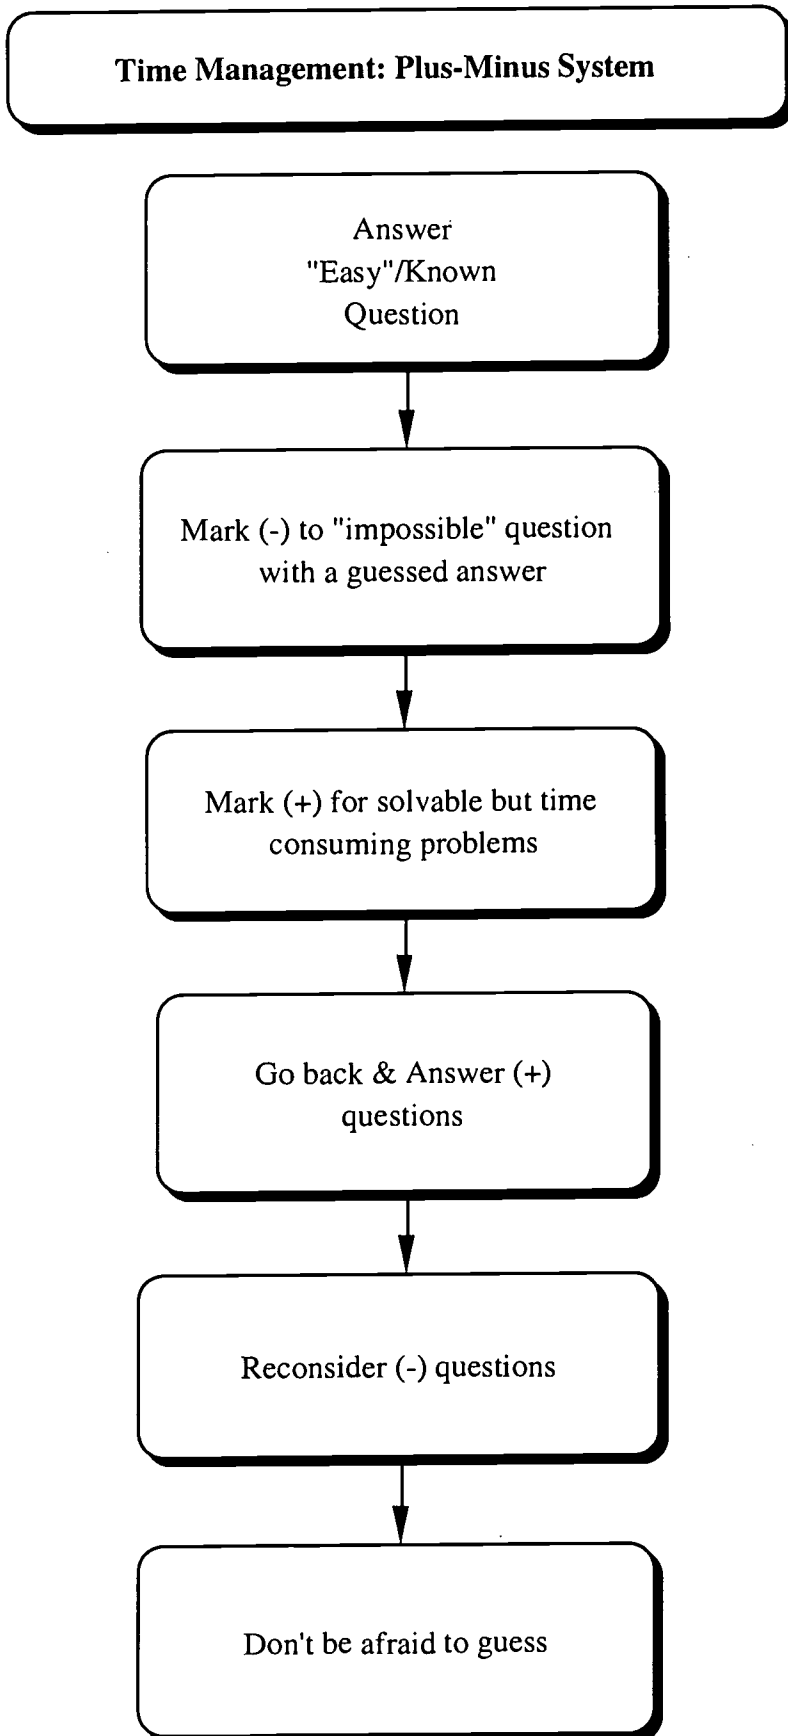 Time Management: Plus-Minus System
Answer
"Easy"/Known
Question
Mark (-) to "impossible" question
with a guessed answer
Mark (+) for solvable but time
consuming problems
Go back & Answer (+)
questions
Reconsider (-) questions
Don't be afraid to guess